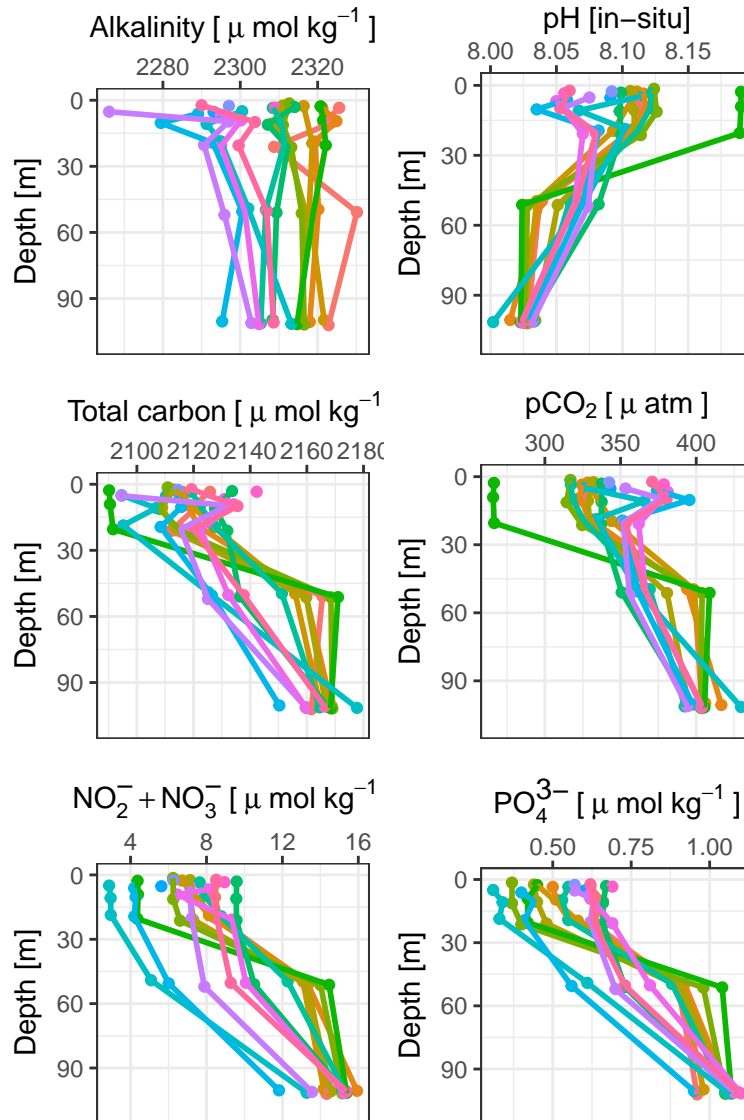 Alkalinity [ μ mol kg⁻¹ ]
2280 2300 2320
0
30
60
90
Depth [m]
pH [in−situ]
8.00 8.05 8.10 8.15
0
30
60
90
Depth [m]
Total carbon [ μ mol kg⁻¹
2100 2120 2140 2160 2180
0
30
60
90
Depth [m]
pCO₂ [ μ atm ]
300 350 400
0
30
60
90
Depth [m]
NO₂⁻ + NO₃⁻ [ μ mol kg⁻¹
4 8 12 16
0
30
60
90
Depth [m]
PO₄³⁻ [ μ mol kg⁻¹ ]
0.50 0.75 1.00
0
30
60
90
Depth [m]